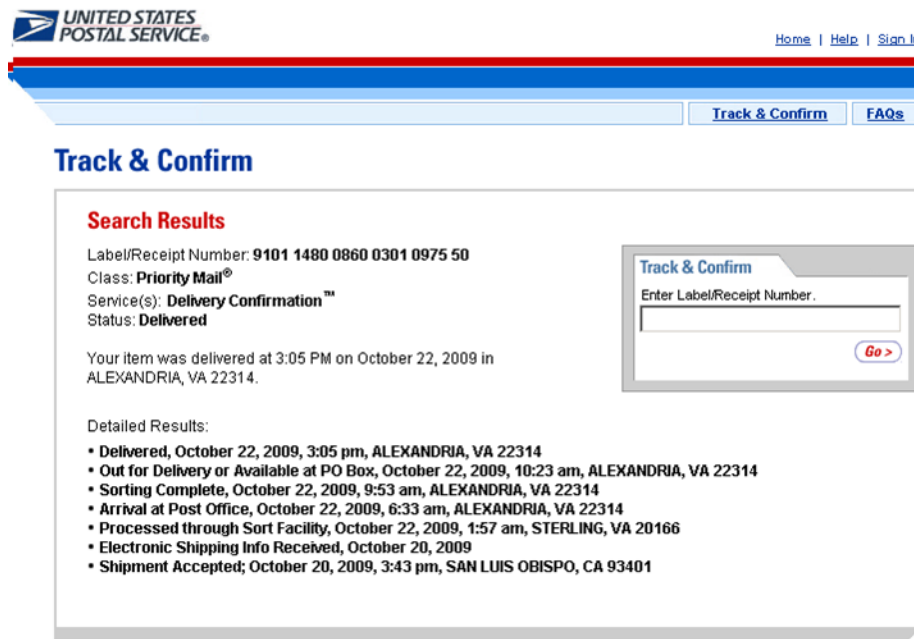 UNITED STATES
POSTAL SERVICE®
Home | Help | Sign
Track & Confirm FAQs
Track & Confirm
Search Results
Label/Receipt Number: 9101 1480 0860 0301 0975 50
Class: Priority Mail®
Service(s): Delivery Confirmation™
Status: Delivered
Your item was delivered at 3:05 PM on October 22, 2009 in
ALEXANDRIA, VA 22314.
Track & Confirm
Enter Label/Receipt Number.
Go >
Detailed Results:
• Delivered, October 22, 2009, 3:05 pm, ALEXANDRIA, VA 22314
• Out for Delivery or Available at PO Box, October 22, 2009, 10:23 am, ALEXANDRIA, VA 22314
• Sorting Complete, October 22, 2009, 9:53 am, ALEXANDRIA, VA 22314
• Arrival at Post Office, October 22, 2009, 6:33 am, ALEXANDRIA, VA 22314
• Processed through Sort Facility, October 22, 2009, 1:57 am, STERLING, VA 20166
• Electronic Shipping Info Received, October 20, 2009
• Shipment Accepted; October 20, 2009, 3:43 pm, SAN LUIS OBISPO, CA 93401